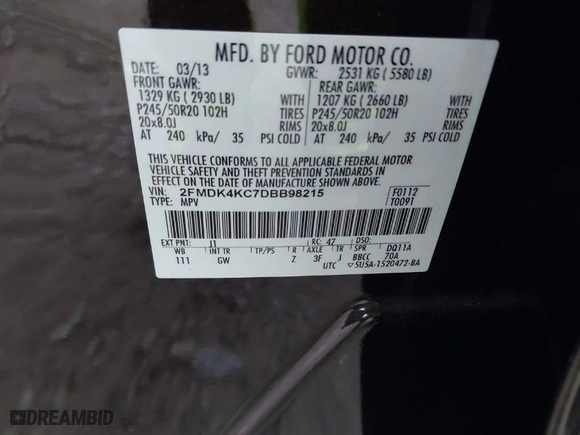 MFD. BY FORD MOTOR CO.
DATE: 03/13 GVWR: 2531 KG ( 5580 LB)
FRONT GAWR: REAR GAWR:
1329 KG ( 2930 LB) WITH 1207 KG ( 2660 LB) WITH
P245/50R20 102H TIRES P245/50R20 102H TIRES
20x8.0J RIMS 20x8.0J RIMS
AT 240 kPa/ 35 PSI COLD AT 240 kPa/ 35 PSI COLD
THIS VEHICLE CONFORMS TO ALL APPLICABLE FEDERAL MOTOR
VEHICLE SAFETY AND THEFT PREVENTION STANDARDS IN
EFFECT ON THE DATE OF MANUFACTURE SHOWN ABOVE.
VIN: 2FMDK4KC7DBB98215 F0112
TYPE: MPV T0091
EXT PNT: J1 RC: 4Z DSO:
WB INT TR TP/PS R AXLE TR SPR DQ11A
111 GW Z 3F J BBCC 70A
UTC ▽5U5A-1520472-BA
DREAMBID